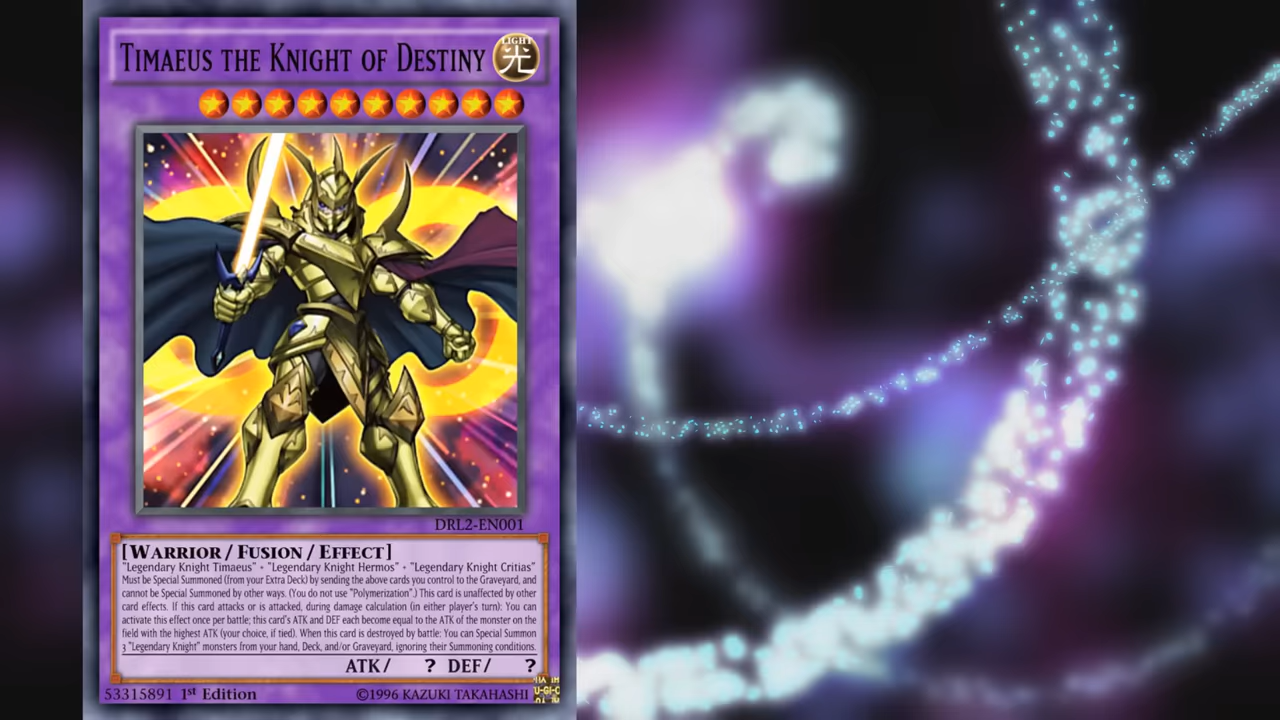 TIMAEUS THE KNIGHT OF DESTINY
LIGHT
光
DRL2-EN001
[WARRIOR / FUSION / EFFECT]
"Legendary Knight Timaeus" + "Legendary Knight Hermos" + "Legendary Knight Critias"
Must be Special Summoned (from your Extra Deck) by sending the above cards you control to the Graveyard, and
cannot be Special Summoned by other ways. (You do not use "Polymerization".) This card is unaffected by other
card effects. If this card attacks or is attacked, during damage calculation (in either player's turn): You can
activate this effect once per battle; this card's ATK and DEF each become equal to the ATK of the monster on the
field with the highest ATK (your choice, if tied). When this card is destroyed by battle: You can Special Summon
3 "Legendary Knight" monsters from your hand, Deck, and/or Graveyard, ignoring their Summoning conditions.
ATK/ ? DEF/ ?
53315891 1st Edition ©1996 KAZUKI TAKAHASHI